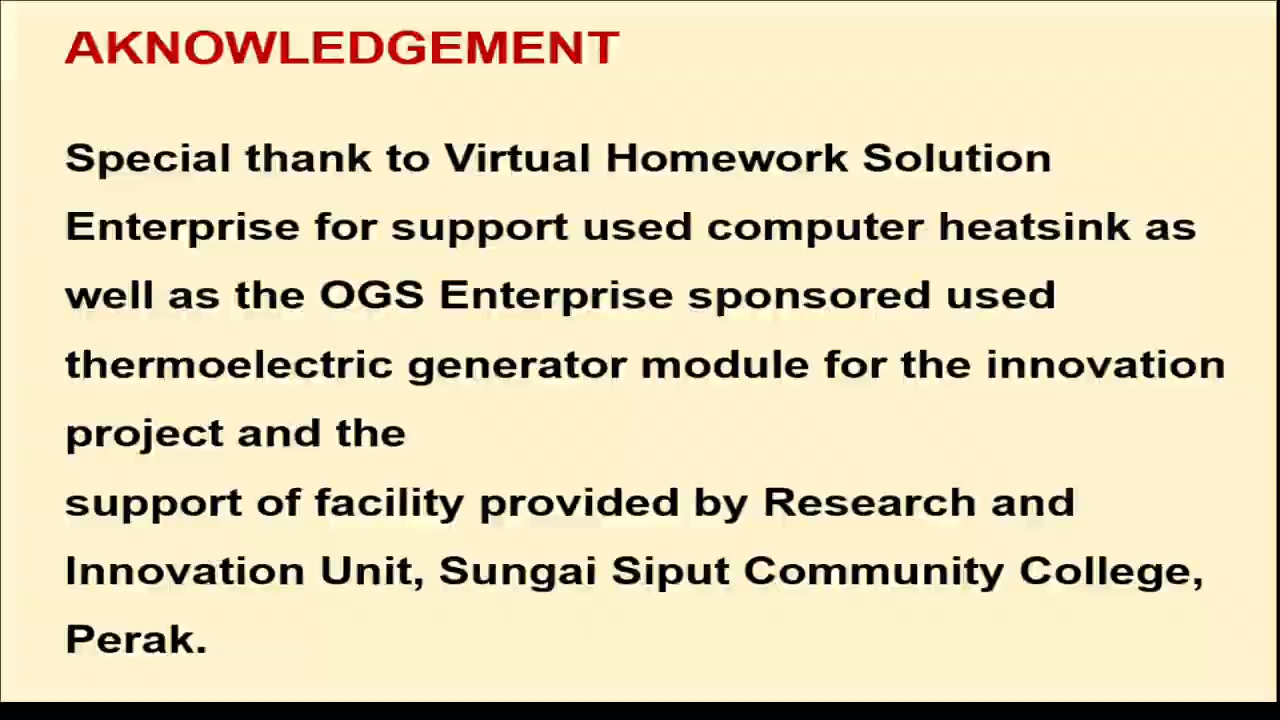 AKNOWLEDGEMENT
Special thank to Virtual Homework Solution
Enterprise for support used computer heatsink as
well as the OGS Enterprise sponsored used
thermoelectric generator module for the innovation
project and the
support of facility provided by Research and
Innovation Unit, Sungai Siput Community College,
Perak.